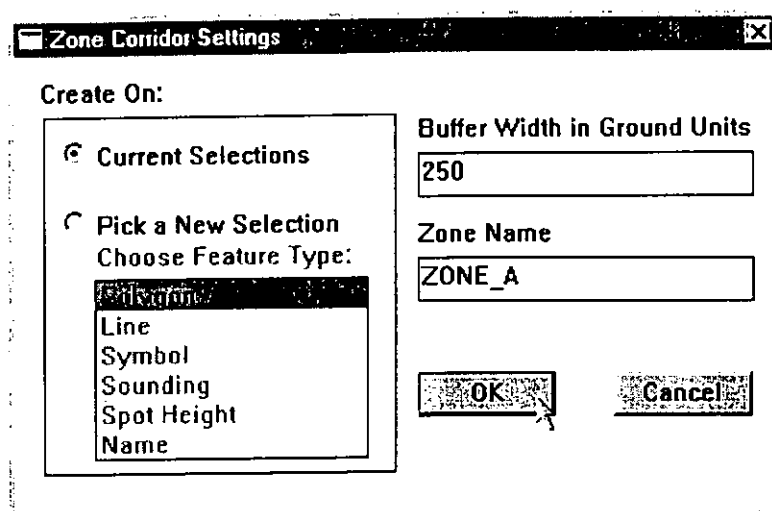 Zone Corridor Settings
Create On:
Current Selections
Pick a New Selection
Choose Feature Type:
Polygon
Line
Symbol
Sounding
Spot Height
Name
Buffer Width in Ground Units
250
Zone Name
ZONE_A
OK
Cancel